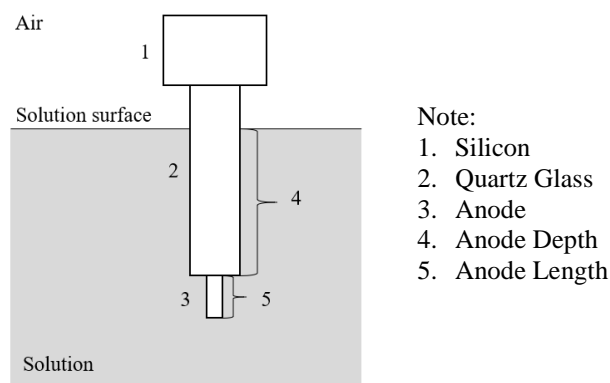 Air
1
Solution surface
2
4
3
5
Solution
Note:
1. Silicon
2. Quartz Glass
3. Anode
4. Anode Depth
5. Anode Length